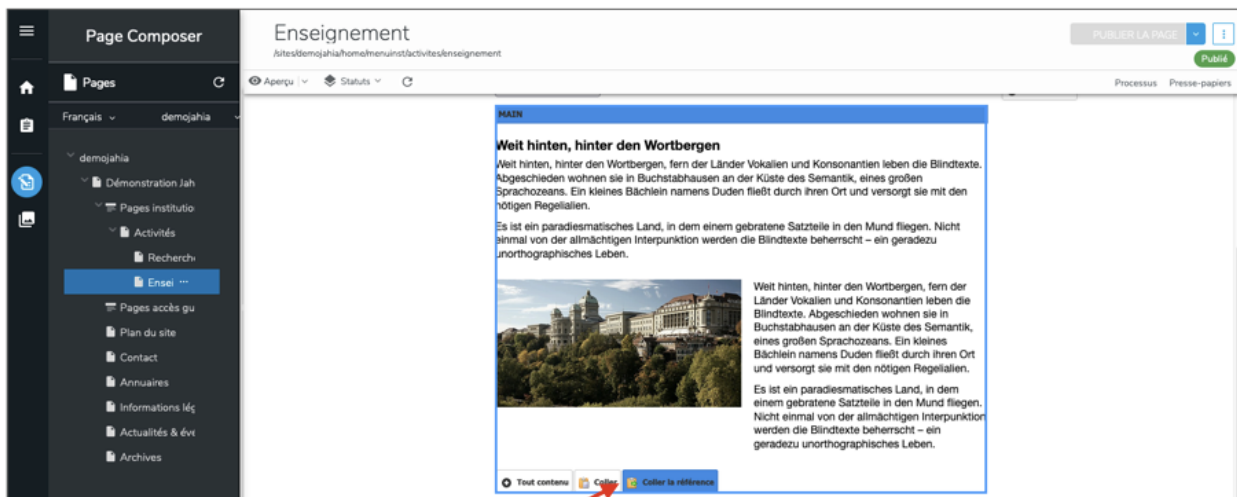 Page Composer
Enseignement
/sites/demojahia/home/menuinst/activites/enseignement
PUBLIER LA PAGE
Publié
Pages
Aperçu
Statuts
Processus
Presse-papiers
Français
demojahia
demojahia
Démonstration Jah
Pages institutio
Activités
Recherch
Ensei ...
Pages accès gu
Plan du site
Contact
Annuaires
Informations lég
Actualités & éve
Archives
MAIN
Weit hinten, hinter den Wortbergen
Weit hinten, hinter den Wortbergen, fern der Länder Vokalien und Konsonantien leben die Blindtexte.
Abgeschieden wohnen sie in Buchstabhausen an der Küste des Semantik, eines großen
Sprachozeans. Ein kleines Bächlein namens Duden fließt durch ihren Ort und versorgt sie mit den
nötigen Regelialien.
Es ist ein paradiesmatisches Land, in dem einem gebratene Satzteile in den Mund fliegen. Nicht
einmal von der allmächtigen Interpunktion werden die Blindtexte beherrscht – ein geradezu
unorthographisches Leben.
Weit hinten, hinter den Wortbergen, fern der
Länder Vokalien und Konsonantien leben die
Blindtexte. Abgeschieden wohnen sie in
Buchstabhausen an der Küste des Semantik,
eines großen Sprachozeans. Ein kleines
Bächlein namens Duden fließt durch ihren Ort
und versorgt sie mit den nötigen Regelialien.
Es ist ein paradiesmatisches Land, in dem
einem gebratene Satzteile in den Mund fliegen.
Nicht einmal von der allmächtigen Interpunktion
werden die Blindtexte beherrscht – ein
geradezu unorthographisches Leben.
Tout contenu
Coller
Coller la référence